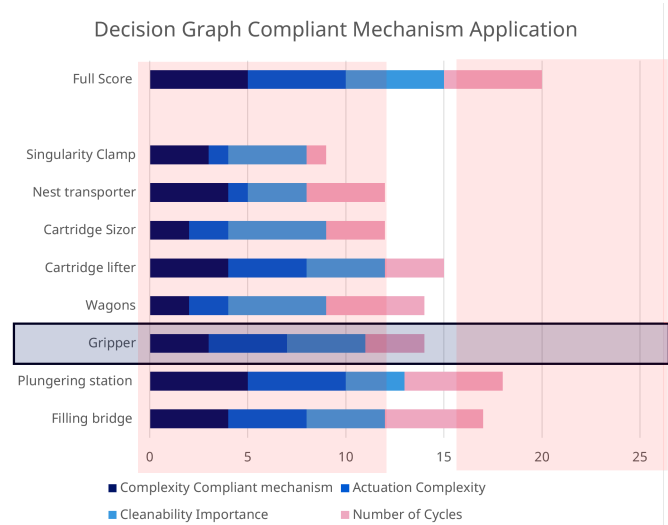 Decision Graph Compliant Mechanism Application
Full Score
Singularity Clamp
Nest transporter
Cartridge Sizor
Cartridge lifter
Wagons
Gripper
Plungering station
Filling bridge
0 5 10 15 20 25
Complexity Compliant mechanism Actuation Complexity
Cleanability Importance Number of Cycles